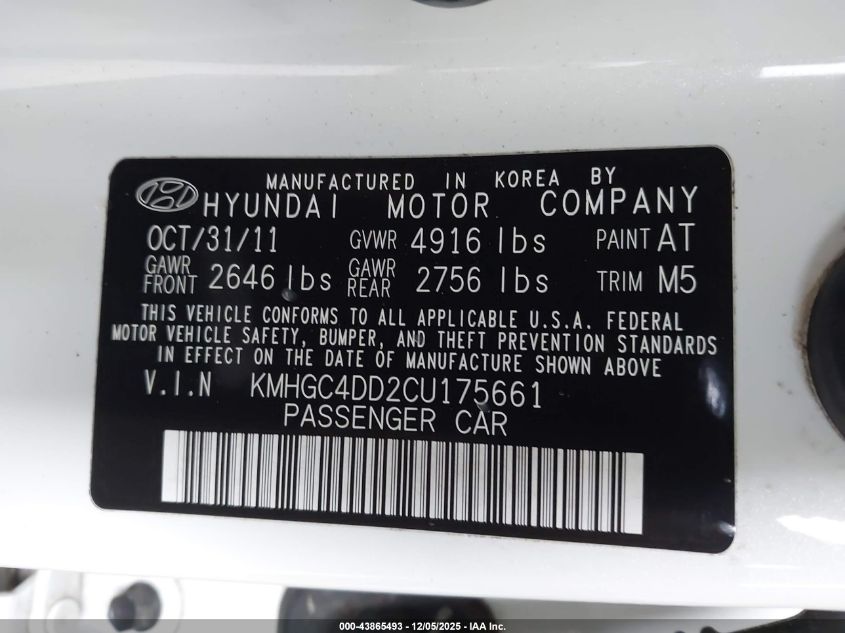 MANUFACTURED IN KOREA BY
HYUNDAI MOTOR COMPANY
OCT/31/11 GVWR 4916 lbs PAINT AT
GAWR FRONT 2646 lbs GAWR REAR 2756 lbs TRIM M5
THIS VEHICLE CONFORMS TO ALL APPLICABLE U.S.A. FEDERAL
MOTOR VEHICLE SAFETY, BUMPER, AND THEFT PREVENTION STANDARDS
IN EFFECT ON THE DATE OF MANUFACTURE SHOWN ABOVE
V.I.N KMHGC4DD2CU175661
PASSENGER CAR
000-43865493 - 12/05/2025 - IAA Inc.